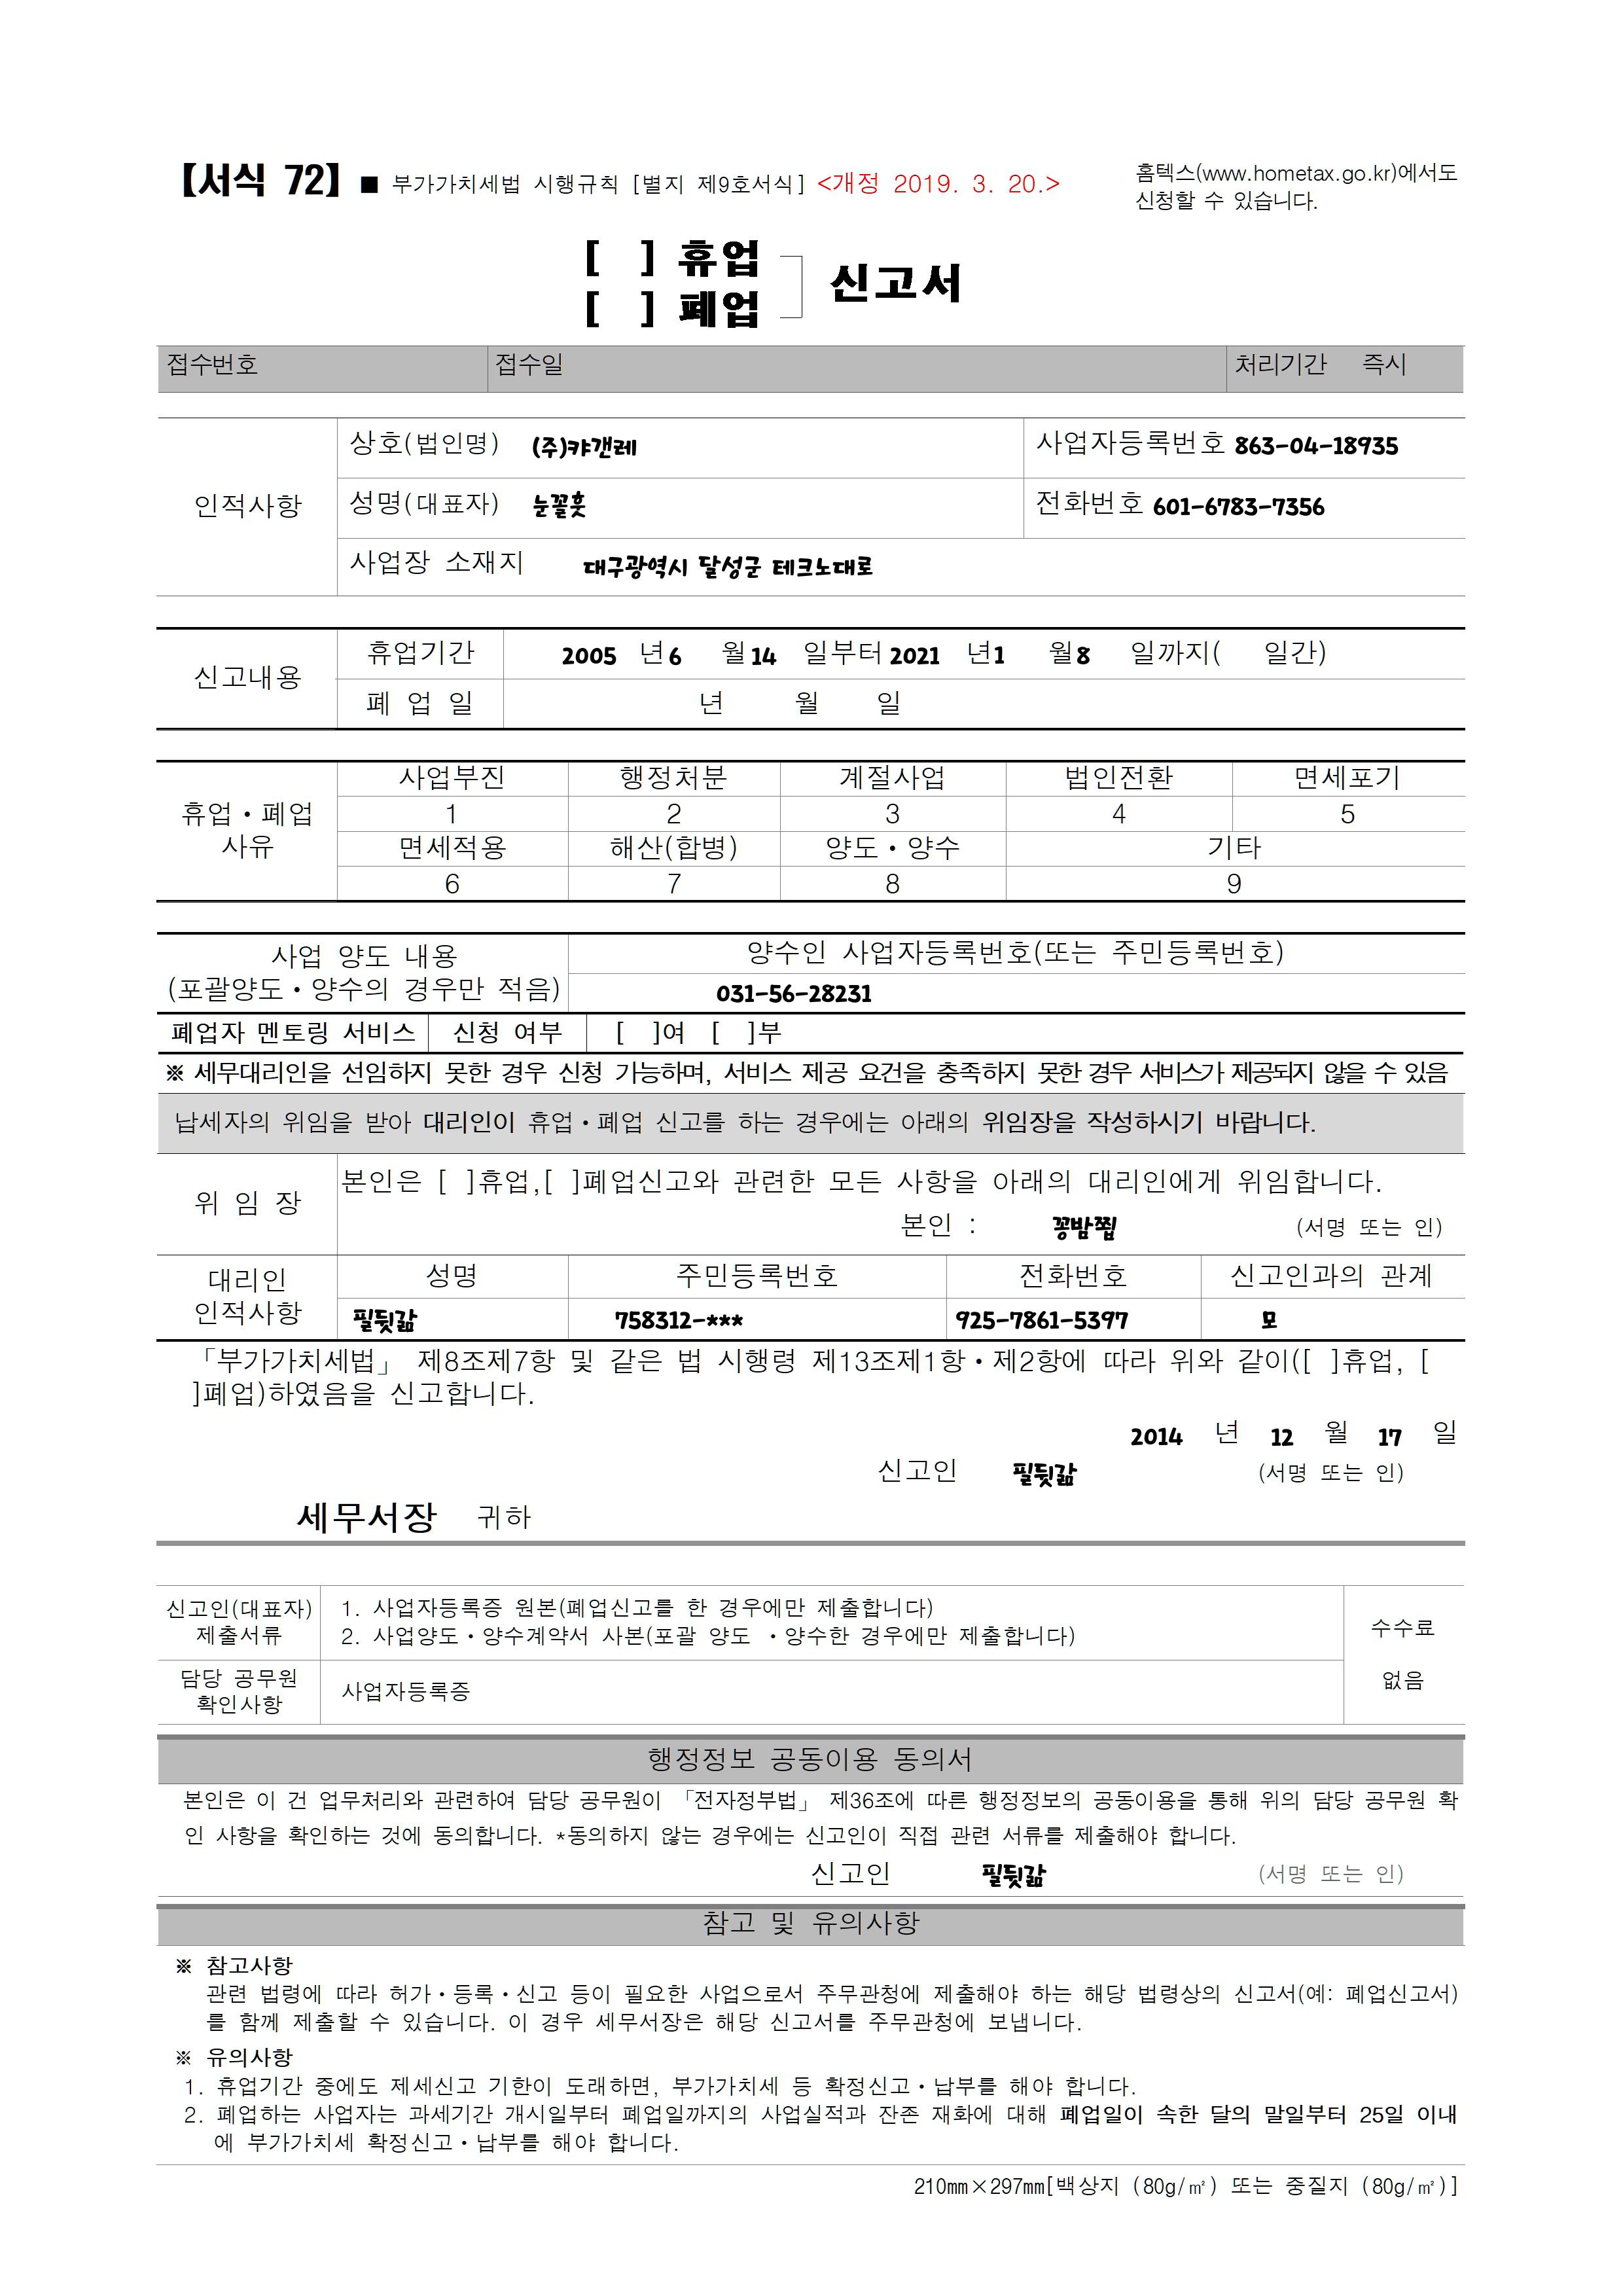 【서식 72】 ■ 부가가치세법 시행규칙 [별지 제9호서식] <개정 2019. 3. 20.>
홈텍스(www.hometax.go.kr)에서도
신청할 수 있습니다.
[ ] 휴업
[ ] 폐업
신고서
접수번호 접수일 처리기간 즉시
인적사항
상호(법인명) (주)캬갠레 사업자등록번호 863-04-18935
성명(대표자) 눈꼴훗 전화번호 601-6783-7356
사업장 소재지 대구광역시 달성군 테크노대로
신고내용
휴업기간 2005 년 6 월 14 일부터 2021 년 1 월 8 일까지( 일간)
폐 업 일 년 월 일
휴업·폐업
사유
사업부진 행정처분 계절사업 법인전환 면세포기
1 2 3 4 5
면세적용 해산(합병) 양도·양수 기타
6 7 8 9
사업 양도 내용
(포괄양도·양수의 경우만 적음)
양수인 사업자등록번호(또는 주민등록번호)
031-56-28231
폐업자 멘토링 서비스 신청 여부 [ ]여 [ ]부
※ 세무대리인을 선임하지 못한 경우 신청 가능하며, 서비스 제공 요건을 충족하지 못한 경우 서비스가 제공되지 않을 수 있음
납세자의 위임을 받아 대리인이 휴업·폐업 신고를 하는 경우에는 아래의 위임장을 작성하시기 바랍니다.
위 임 장
본인은 [ ]휴업,[ ]폐업신고와 관련한 모든 사항을 아래의 대리인에게 위임합니다.
본인 : 꽁밤찝 (서명 또는 인)
대리인
인적사항
성명 주민등록번호 전화번호 신고인과의 관계
필뒷갊 758312-*** 925-7861-5397 모
「부가가치세법」 제8조제7항 및 같은 법 시행령 제13조제1항·제2항에 따라 위와 같이([ ]휴업, [
]폐업)하였음을 신고합니다.
2014 년 12 월 17 일
신고인 필뒷갊 (서명 또는 인)
세무서장 귀하
신고인(대표자)
제출서류
1. 사업자등록증 원본(폐업신고를 한 경우에만 제출합니다)
2. 사업양도·양수계약서 사본(포괄 양도 ·양수한 경우에만 제출합니다)
수수료
없음
담당 공무원
확인사항
사업자등록증
행정정보 공동이용 동의서
본인은 이 건 업무처리와 관련하여 담당 공무원이 「전자정부법」 제36조에 따른 행정정보의 공동이용을 통해 위의 담당 공무원 확
인 사항을 확인하는 것에 동의합니다. *동의하지 않는 경우에는 신고인이 직접 관련 서류를 제출해야 합니다.
신고인 필뒷갊 (서명 또는 인)
참고 및 유의사항
※ 참고사항
관련 법령에 따라 허가·등록·신고 등이 필요한 사업으로서 주무관청에 제출해야 하는 해당 법령상의 신고서(예: 폐업신고서)
를 함께 제출할 수 있습니다. 이 경우 세무서장은 해당 신고서를 주무관청에 보냅니다.
※ 유의사항
1. 휴업기간 중에도 제세신고 기한이 도래하면, 부가가치세 등 확정신고·납부를 해야 합니다.
2. 폐업하는 사업자는 과세기간 개시일부터 폐업일까지의 사업실적과 잔존 재화에 대해 폐업일이 속한 달의 말일부터 25일 이내
에 부가가치세 확정신고·납부를 해야 합니다.
210㎜×297㎜[백상지 (80g/㎡) 또는 중질지 (80g/㎡)]